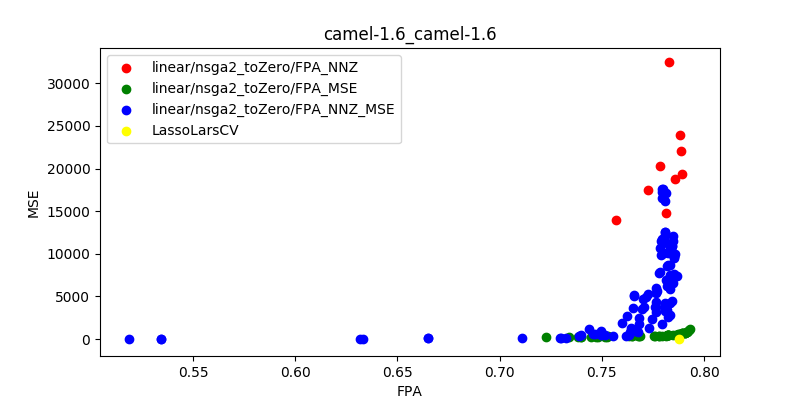 camel-1.6_camel-1.6
linear/nsga2_toZero/FPA_NNZ
linear/nsga2_toZero/FPA_MSE
linear/nsga2_toZero/FPA_NNZ_MSE
LassoLarsCV
MSE
30000
25000
20000
15000
10000
5000
0
0.55 0.60 0.65 0.70 0.75 0.80
FPA